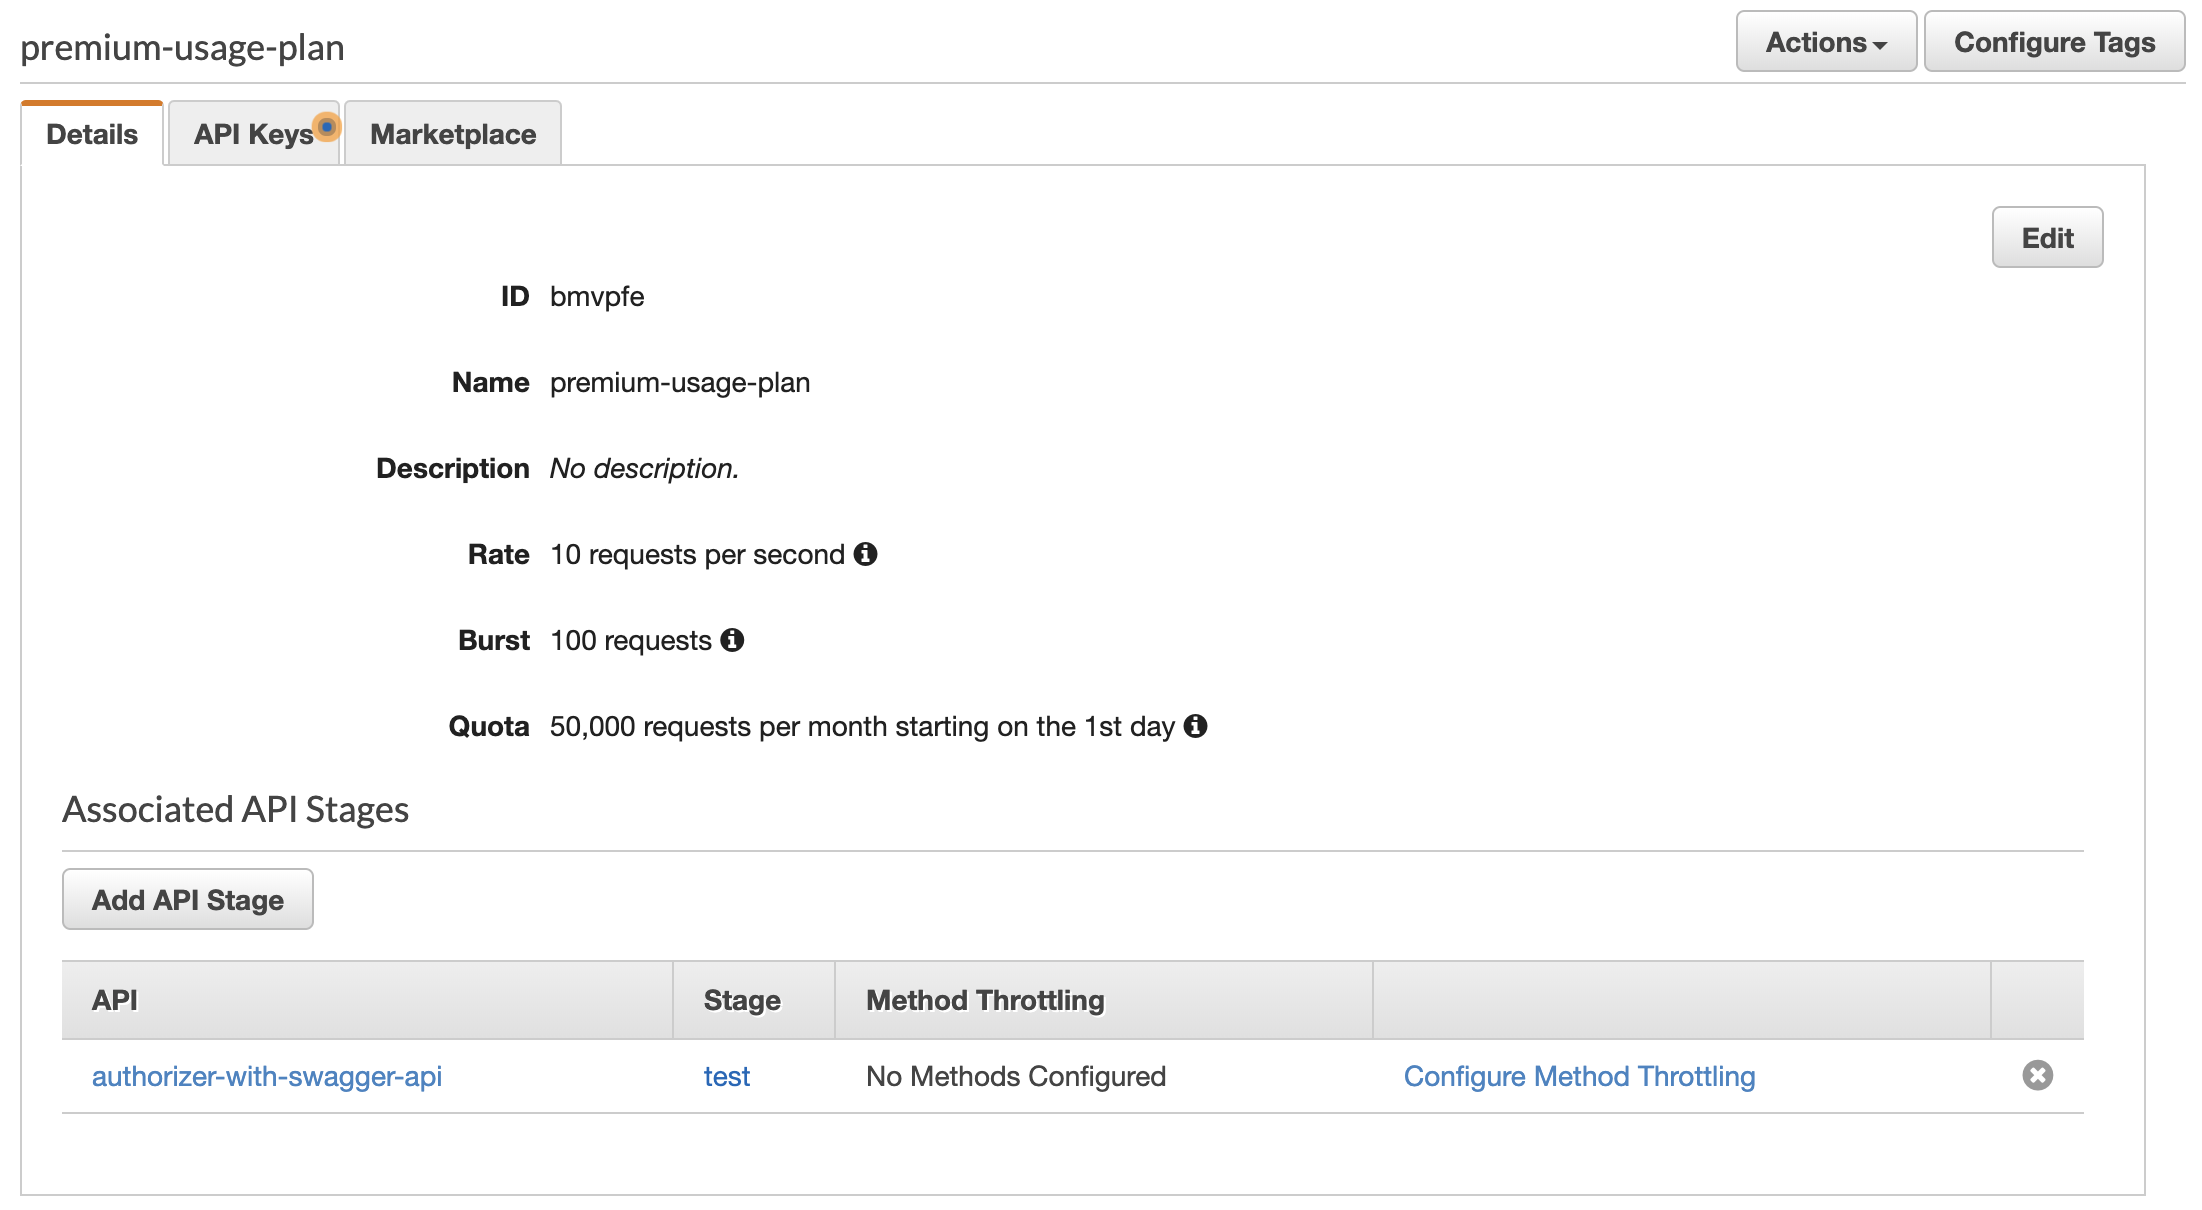 premium-usage-plan
Actions
Configure Tags
Details
API Keys
Marketplace
Edit
ID bmvpfe
Name premium-usage-plan
Description No description.
Rate 10 requests per second
Burst 100 requests
Quota 50,000 requests per month starting on the 1st day
Associated API Stages
Add API Stage
API Stage Method Throttling
authorizer-with-swagger-api test No Methods Configured Configure Method Throttling